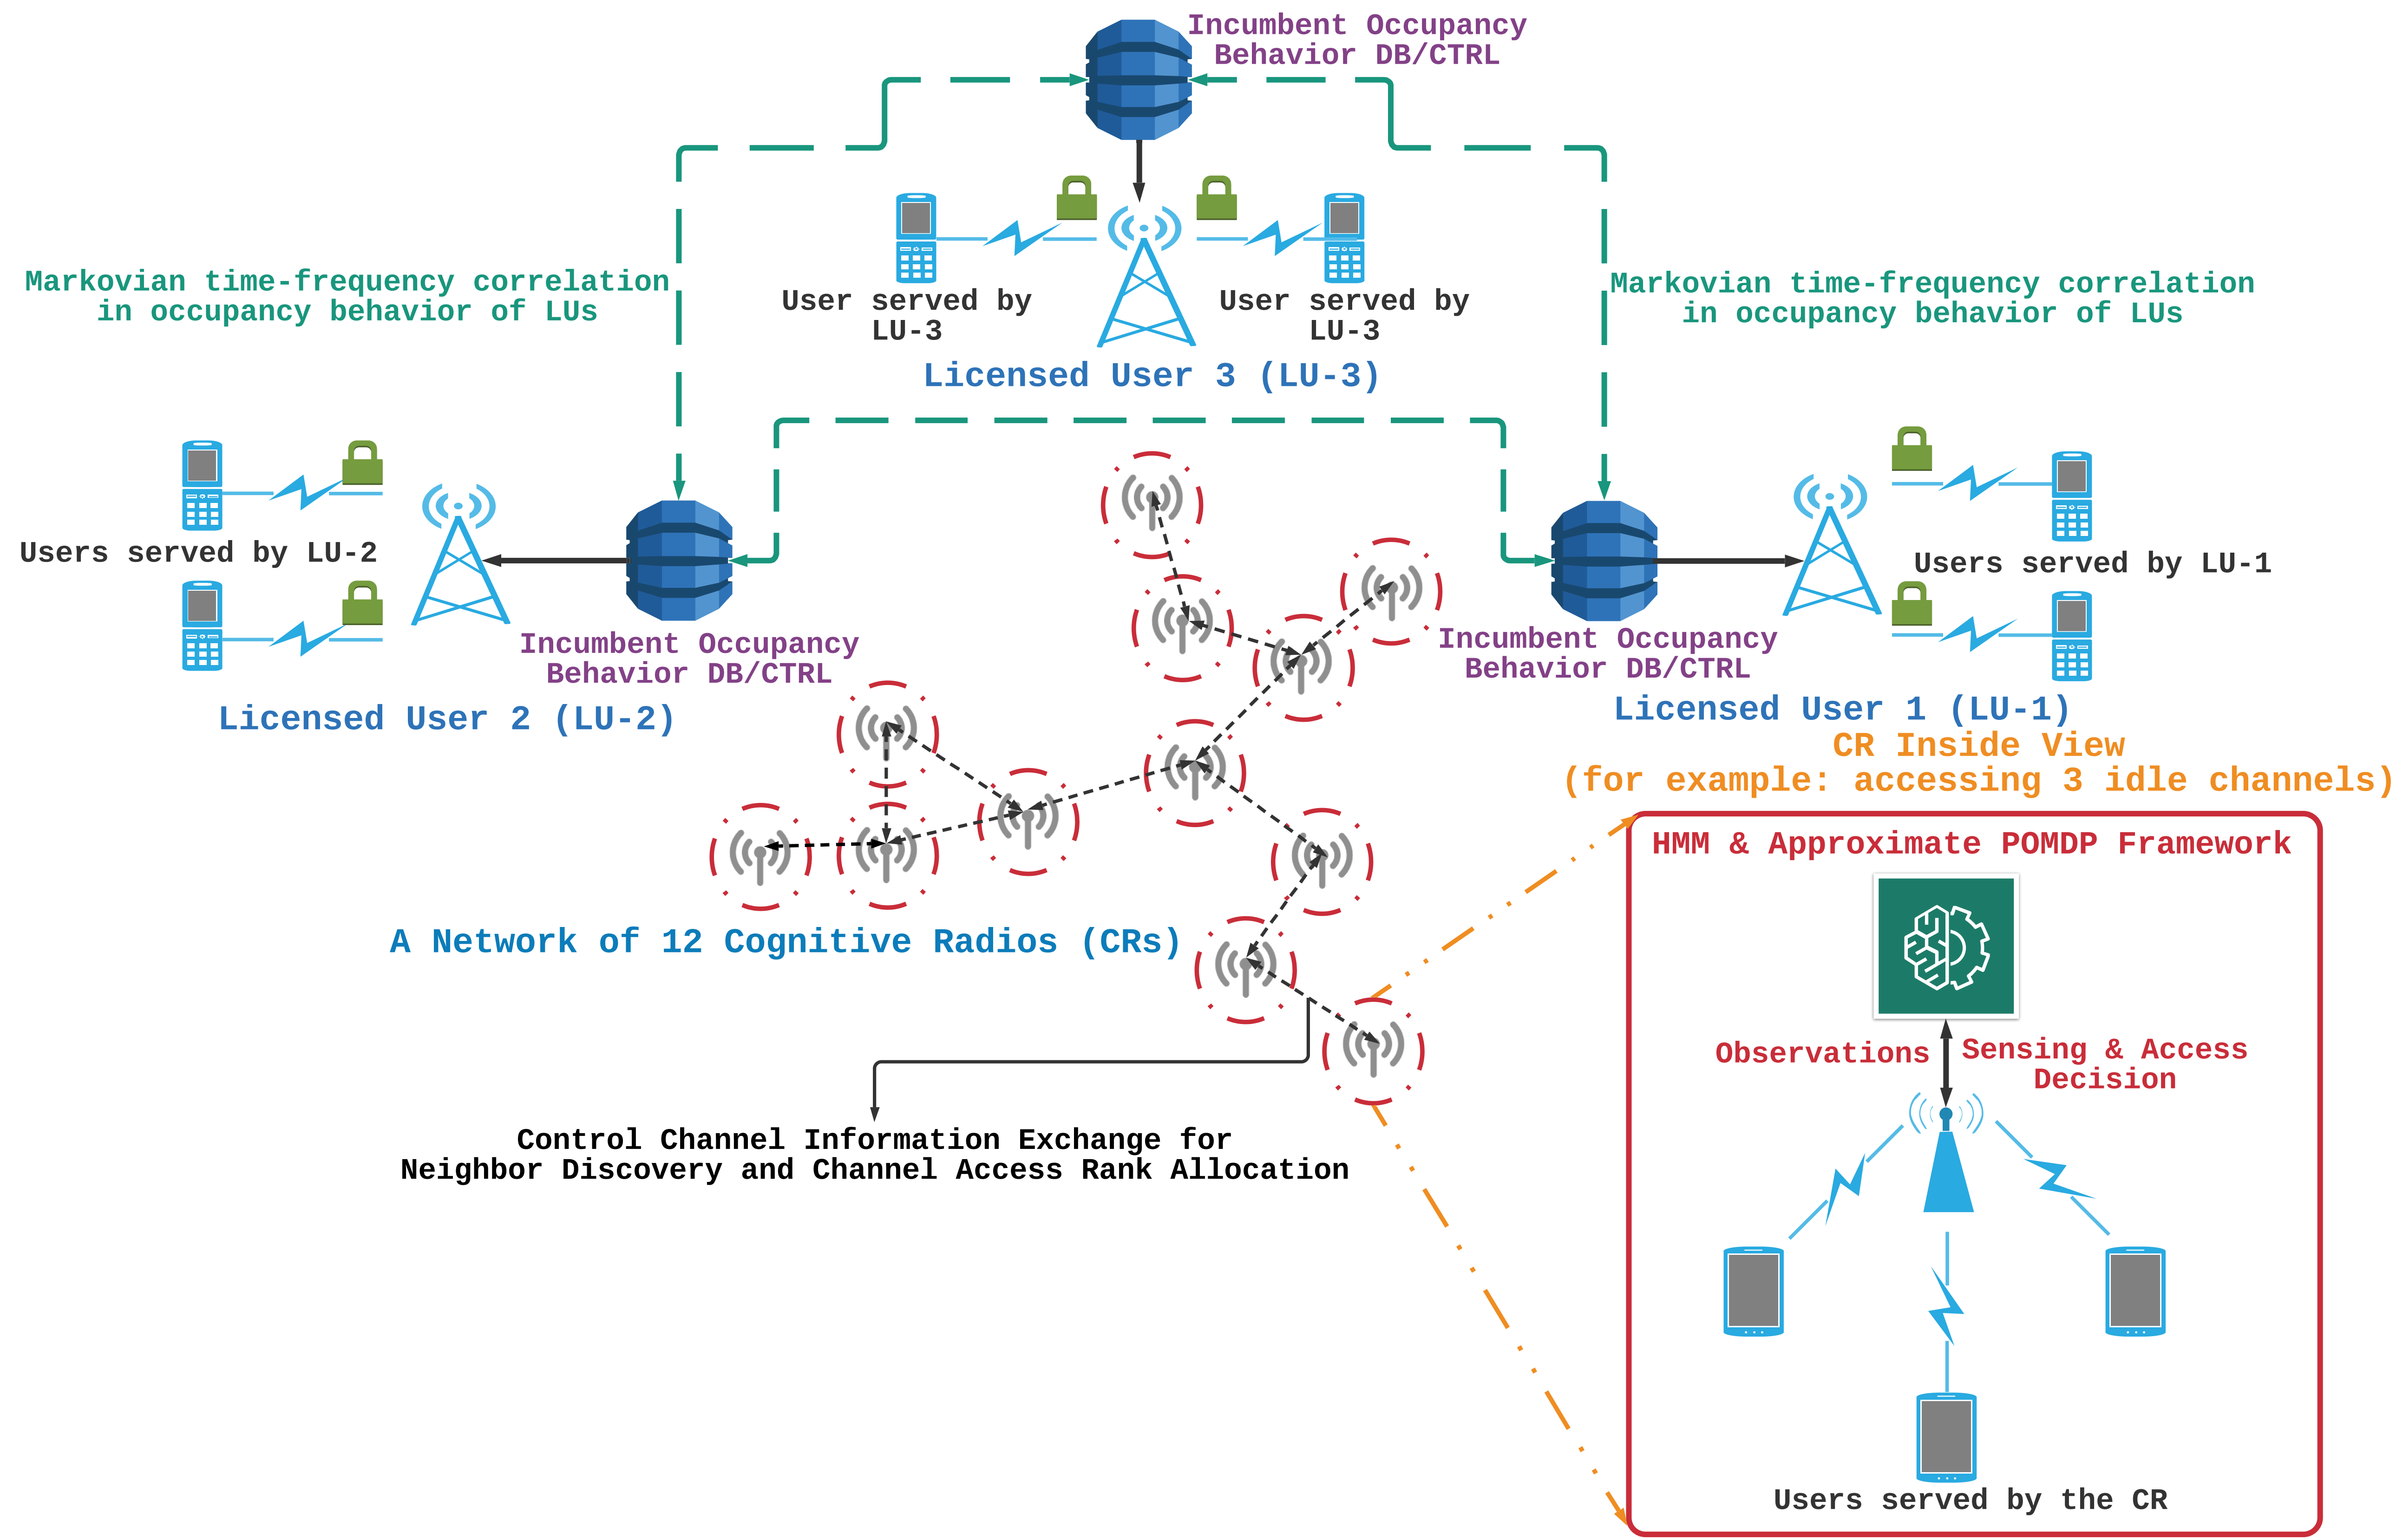 Incumbent Occupancy
Behavior DB/CTRL
Markovian time-frequency correlation
in occupancy behavior of LUs
User served by
LU-3
User served by
LU-3
Markovian time-frequency correlation
in occupancy behavior of LUs
Licensed User 3 (LU-3)
Users served by LU-2
Users served by LU-1
Incumbent Occupancy
Behavior DB/CTRL
Incumbent Occupancy
Behavior DB/CTRL
Licensed User 2 (LU-2)
Licensed User 1 (LU-1)
CR Inside View
(for example: accessing 3 idle channels)
HMM & Approximate POMDP Framework
A Network of 12 Cognitive Radios (CRs)
Observations
Sensing & Access
Decision
Control Channel Information Exchange for
Neighbor Discovery and Channel Access Rank Allocation
Users served by the CR